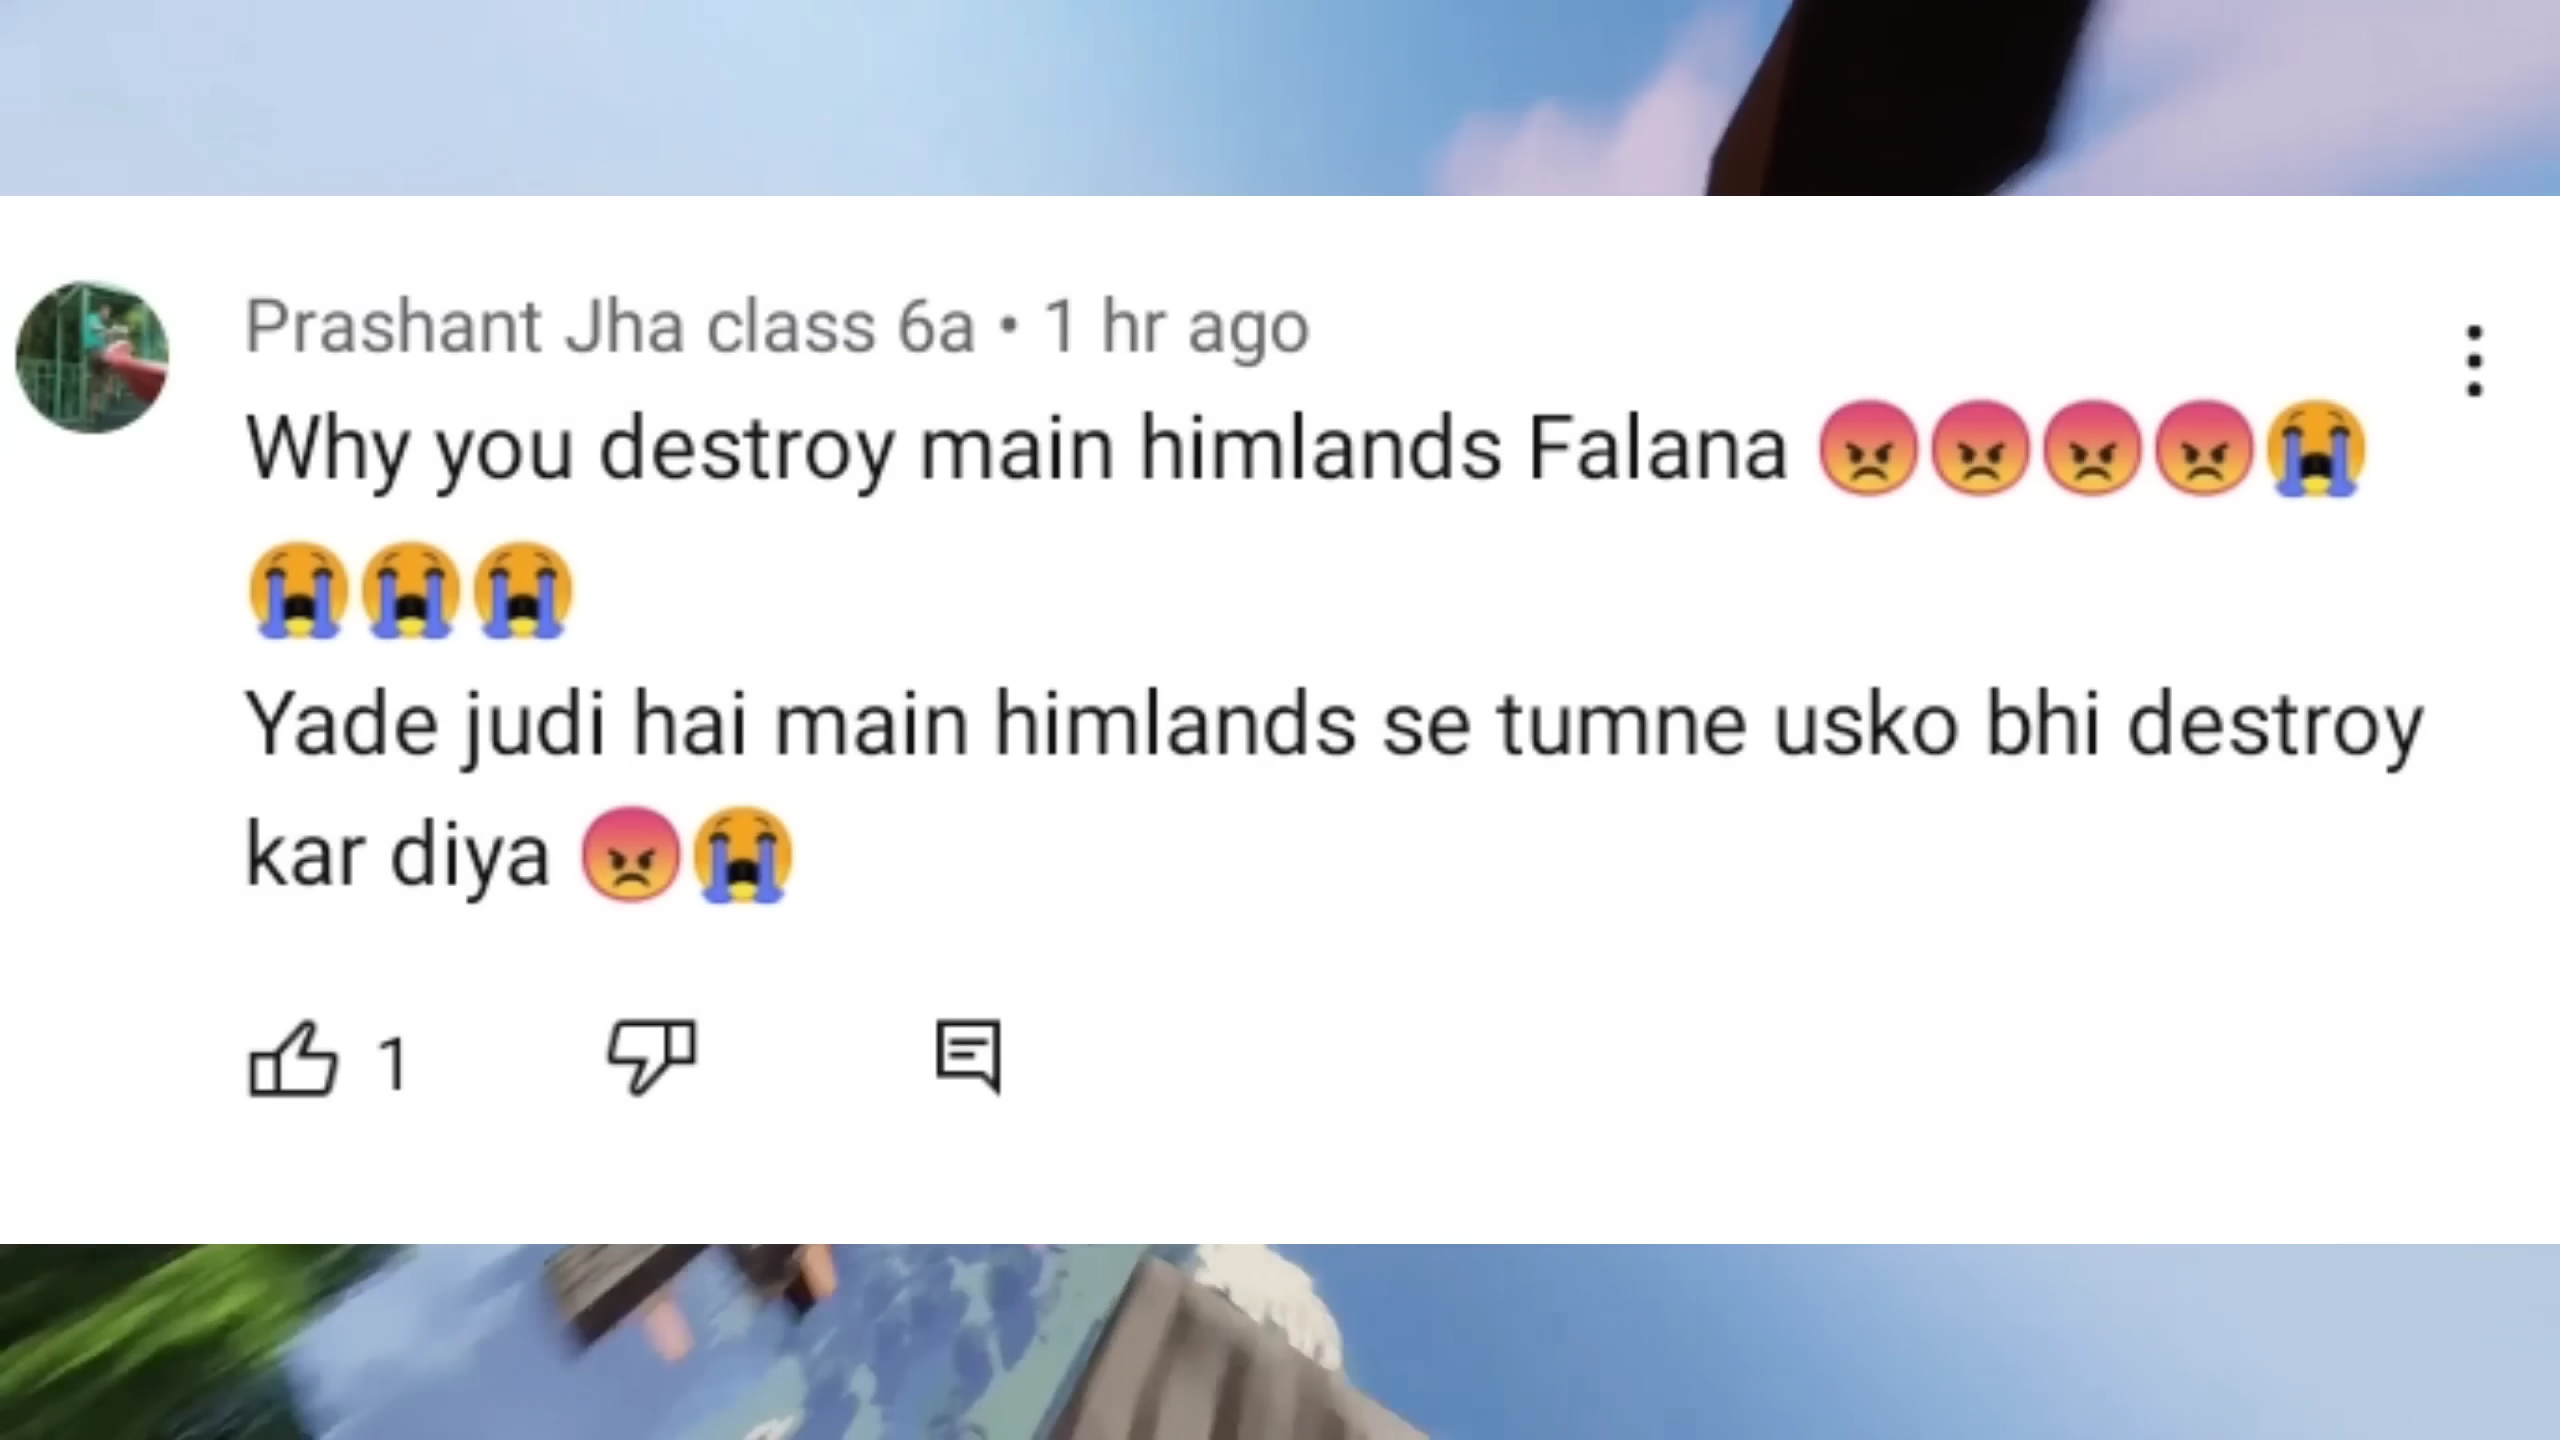 Prashant Jha class 6a • 1 hr ago
Why you destroy main himlands Falana 😡😡😡😡😭
😭😭😭
Yade judi hai main himlands se tumne usko bhi destroy
kar diya 😡😭
1